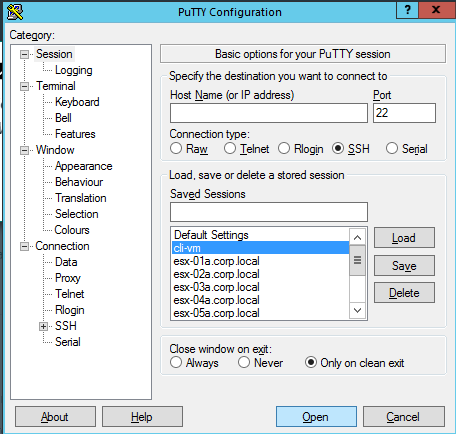 PuTTY Configuration
? X
Category:
Session
Logging
Terminal
Keyboard
Bell
Features
Window
Appearance
Behaviour
Translation
Selection
Colours
Connection
Data
Proxy
Telnet
Rlogin
SSH
Serial
Basic options for your PuTTY session
Specify the destination you want to connect to
Host Name (or IP address) Port
22
Connection type:
Raw Telnet Rlogin SSH Serial
Load, save or delete a stored session
Saved Sessions
Default Settings
cli-vm
esx-01a.corp.local
esx-02a.corp.local
esx-03a.corp.local
esx-04a.corp.local
esx-05a.corp.local
Load
Save
Delete
Close window on exit:
Always Never Only on clean exit
About Help Open Cancel